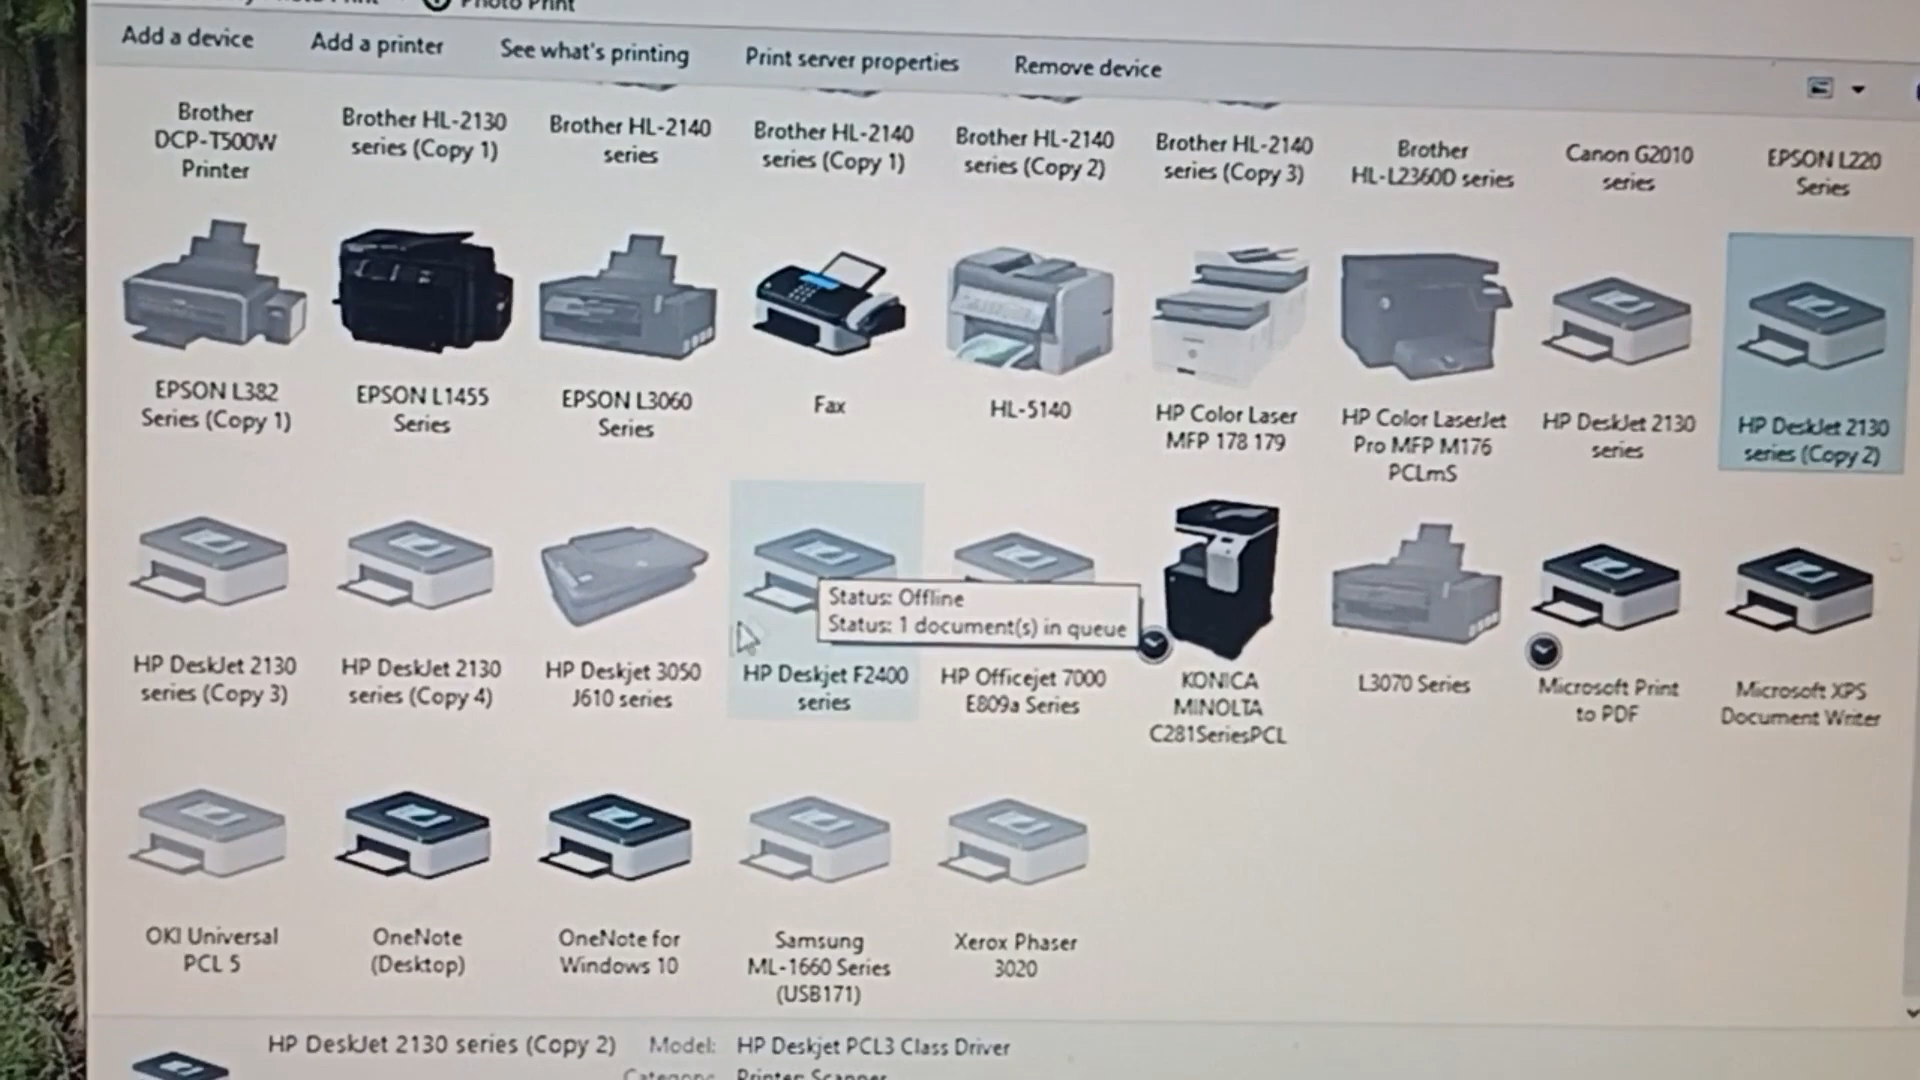 Photo Print
Add a device
Add a printer
See what's printing
Print server properties
Remove device
Brother
DCP-T500W
Printer
Brother HL-2130
series (Copy 1)
Brother HL-2140
series
Brother HL-2140
series (Copy 1)
Brother HL-2140
series (Copy 2)
Brother HL-2140
series (Copy 3)
Brother
HL-L2360D series
Canon G2010
series
EPSON L220
Series
EPSON L382
Series (Copy 1)
EPSON L1455
Series
EPSON L3060
Series
Fax
HL-5140
HP Color Laser
MFP 178 179
HP Color LaserJet
Pro MFP M176
PCLmS
HP DeskJet 2130
series
HP DeskJet 2130
series (Copy 2)
HP DeskJet 2130
series (Copy 3)
HP DeskJet 2130
series (Copy 4)
HP Deskjet 3050
J610 series
Status: Offline
Status: 1 document(s) in queue
HP Deskjet F2400
series
HP Officejet 7000
E809a Series
KONICA
MINOLTA
C281SeriesPCL
L3070 Series
Microsoft Print
to PDF
Microsoft XPS
Document Writer
OKI Universal
PCL 5
OneNote
(Desktop)
OneNote for
Windows 10
Samsung
ML-1660 Series
(USB171)
Xerox Phaser
3020
HP DeskJet 2130 series (Copy 2)
Model: HP Deskjet PCL3 Class Driver
Category: Printer Scanner